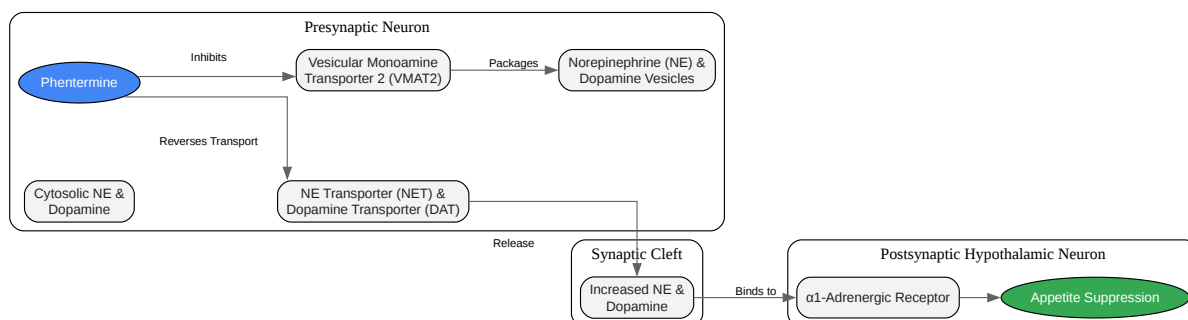 Presynaptic Neuron
Inhibits
Vesicular Monoamine
Transporter 2 (VMAT2)
Packages
Norepinephrine (NE) &
Dopamine Vesicles
Phentermine
Reverses Transport
Cytosolic NE &
Dopamine
NE Transporter (NET) &
Dopamine Transporter (DAT)
Release
Synaptic Cleft
Increased NE &
Dopamine
Binds to
Postsynaptic Hypothalamic Neuron
α1-Adrenergic Receptor
Appetite Suppression